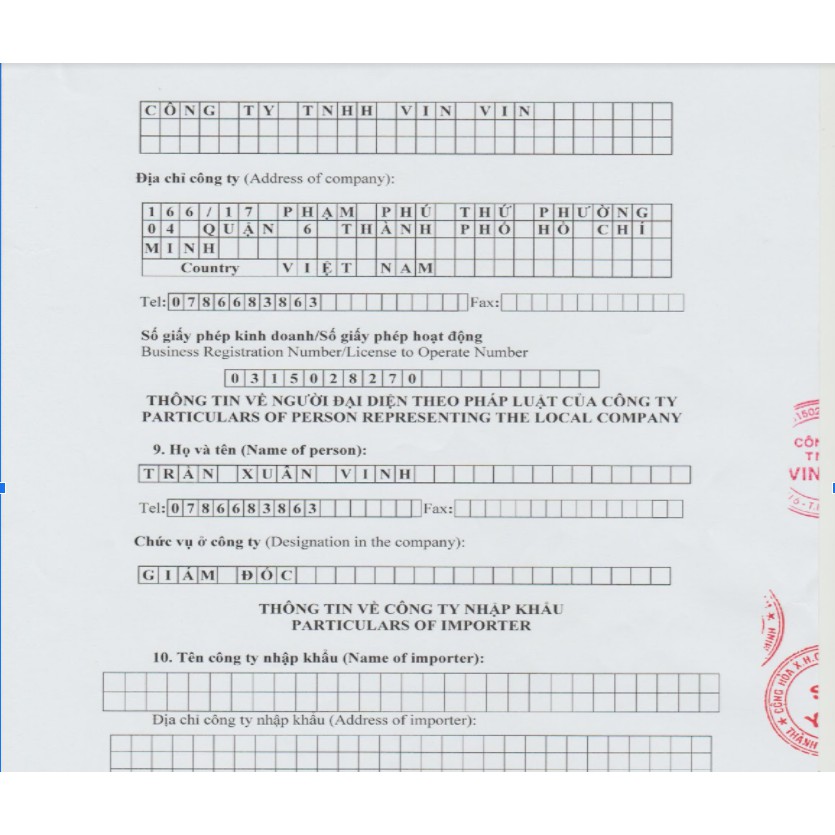 CÔNG TY TNHH VIN VIN
Địa chỉ công ty (Address of company):
166/17 PHẠM PHÚ THỨ PHƯỜNG
04 QUẬN 6 THÀNH PHỐ HỒ CHÍ
MINH
Country VIỆT NAM
Tel: 0786683863 Fax:
Số giấy phép kinh doanh/Số giấy phép hoạt động
Business Registration Number/License to Operate Number
0315028270
THÔNG TIN VỀ NGƯỜI ĐẠI DIỆN THEO PHÁP LUẬT CỦA CÔNG TY
PARTICULARS OF PERSON REPRESENTING THE LOCAL COMPANY
9. Họ và tên (Name of person):
TRẦN XUÂN VINH
Tel: 0786683863 Fax:
Chức vụ ở công ty (Designation in the company):
GIÁM ĐỐC
THÔNG TIN VỀ CÔNG TY NHẬP KHẨU
PARTICULARS OF IMPORTER
10. Tên công ty nhập khẩu (Name of importer):
Địa chỉ công ty nhập khẩu (Address of importer):
VIN
CỘNG HÒA X.H.C
THÀNH